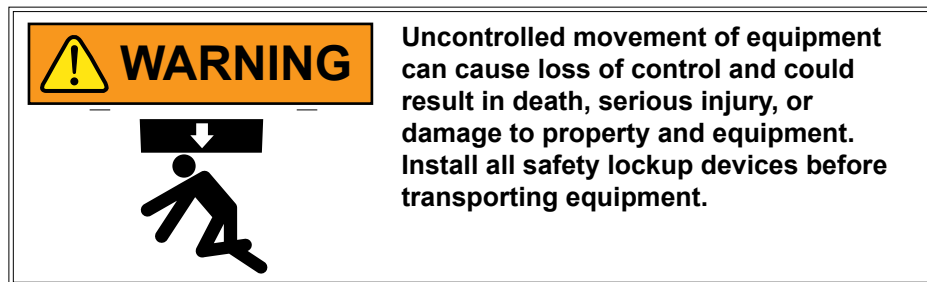 WARNING
Uncontrolled movement of equipment
can cause loss of control and could
result in death, serious injury, or
damage to property and equipment.
Install all safety lockup devices before
transporting equipment.